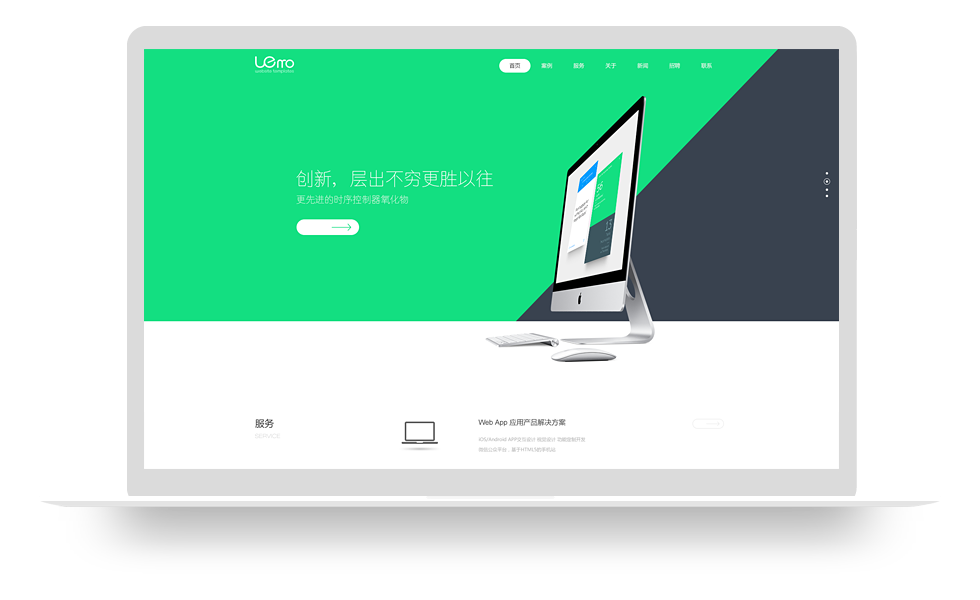 Lemo
website templates
首页 案例 服务 关于 新闻 招聘 联系
创新，层出不穷更胜以往
更先进的时序控制器氧化物
服务
SERVICE
Web App 应用产品解决方案
iOS/Android APP交互设计 视觉设计 功能定制开发
微信公众平台，基于HTML5的手机站